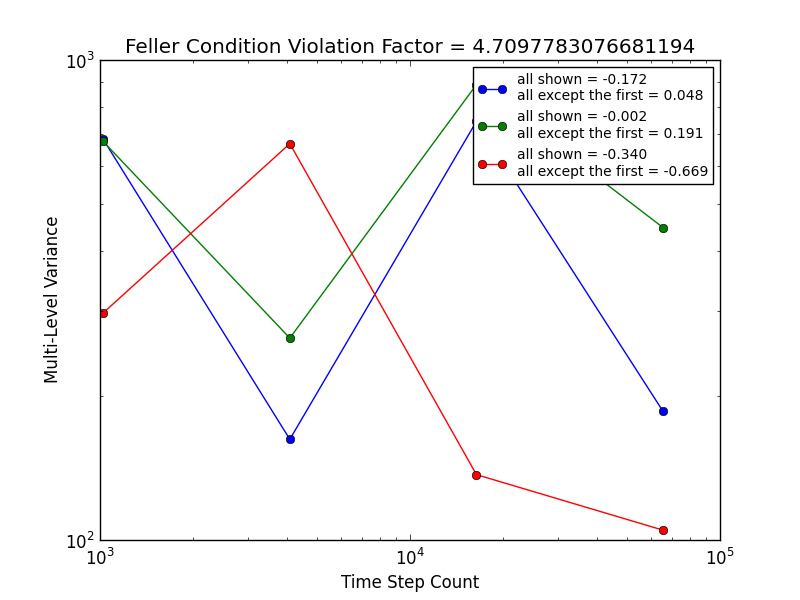 Feller Condition Violation Factor = 4.7097783076681194
10^3
all shown = -0.172
all except the first = 0.048
all shown = -0.002
all except the first = 0.191
all shown = -0.340
all except the first = -0.669
Multi-Level Variance
10^2
10^3
10^4
10^5
Time Step Count